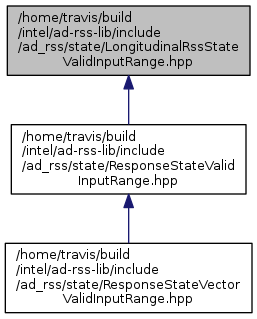 /home/travis/build
/intel/ad-rss-lib/include
/ad_rss/state/LongitudinalRssState
ValidInputRange.hpp
/home/travis/build
/intel/ad-rss-lib/include
/ad_rss/state/ResponseStateValid
InputRange.hpp
/home/travis/build
/intel/ad-rss-lib/include
/ad_rss/state/ResponseStateVector
ValidInputRange.hpp